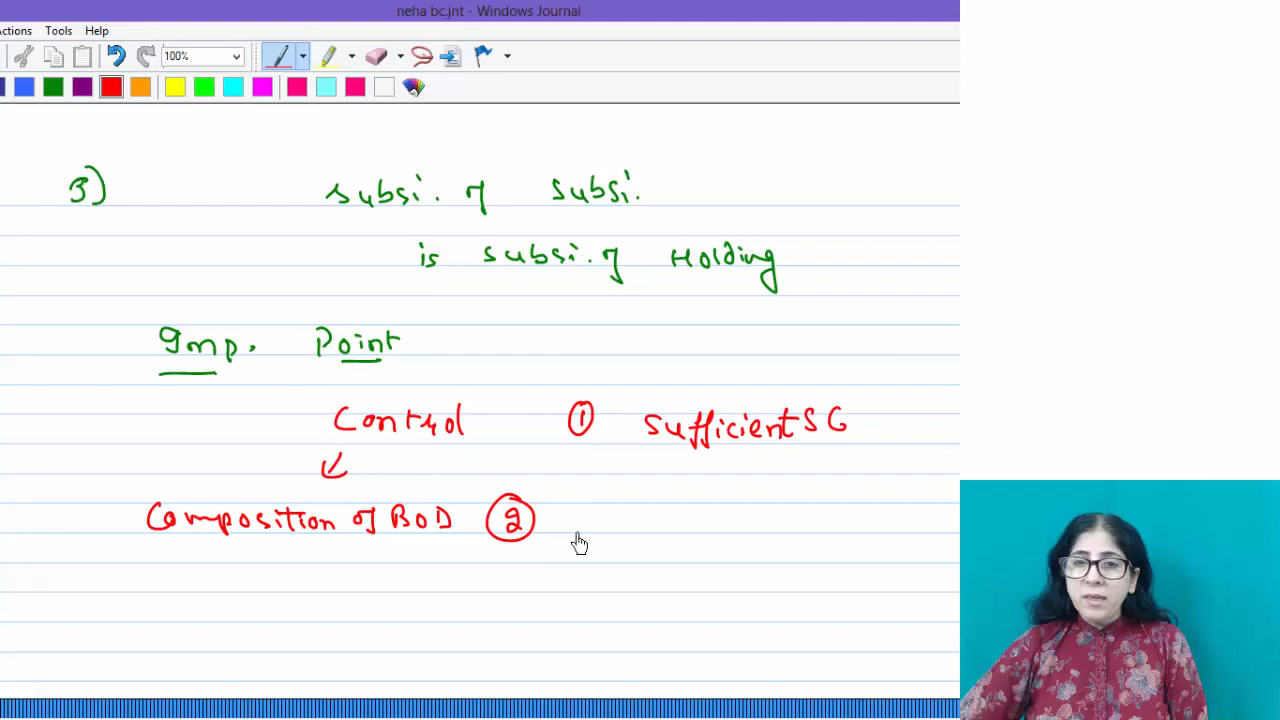 neha bc.jnt - Windows Journal
Actions Tools Help
100%
3) subsi. of subsi.
is subsi. of Holding
Imp. Point
Control ① sufficient SC
Composition of BOD ②